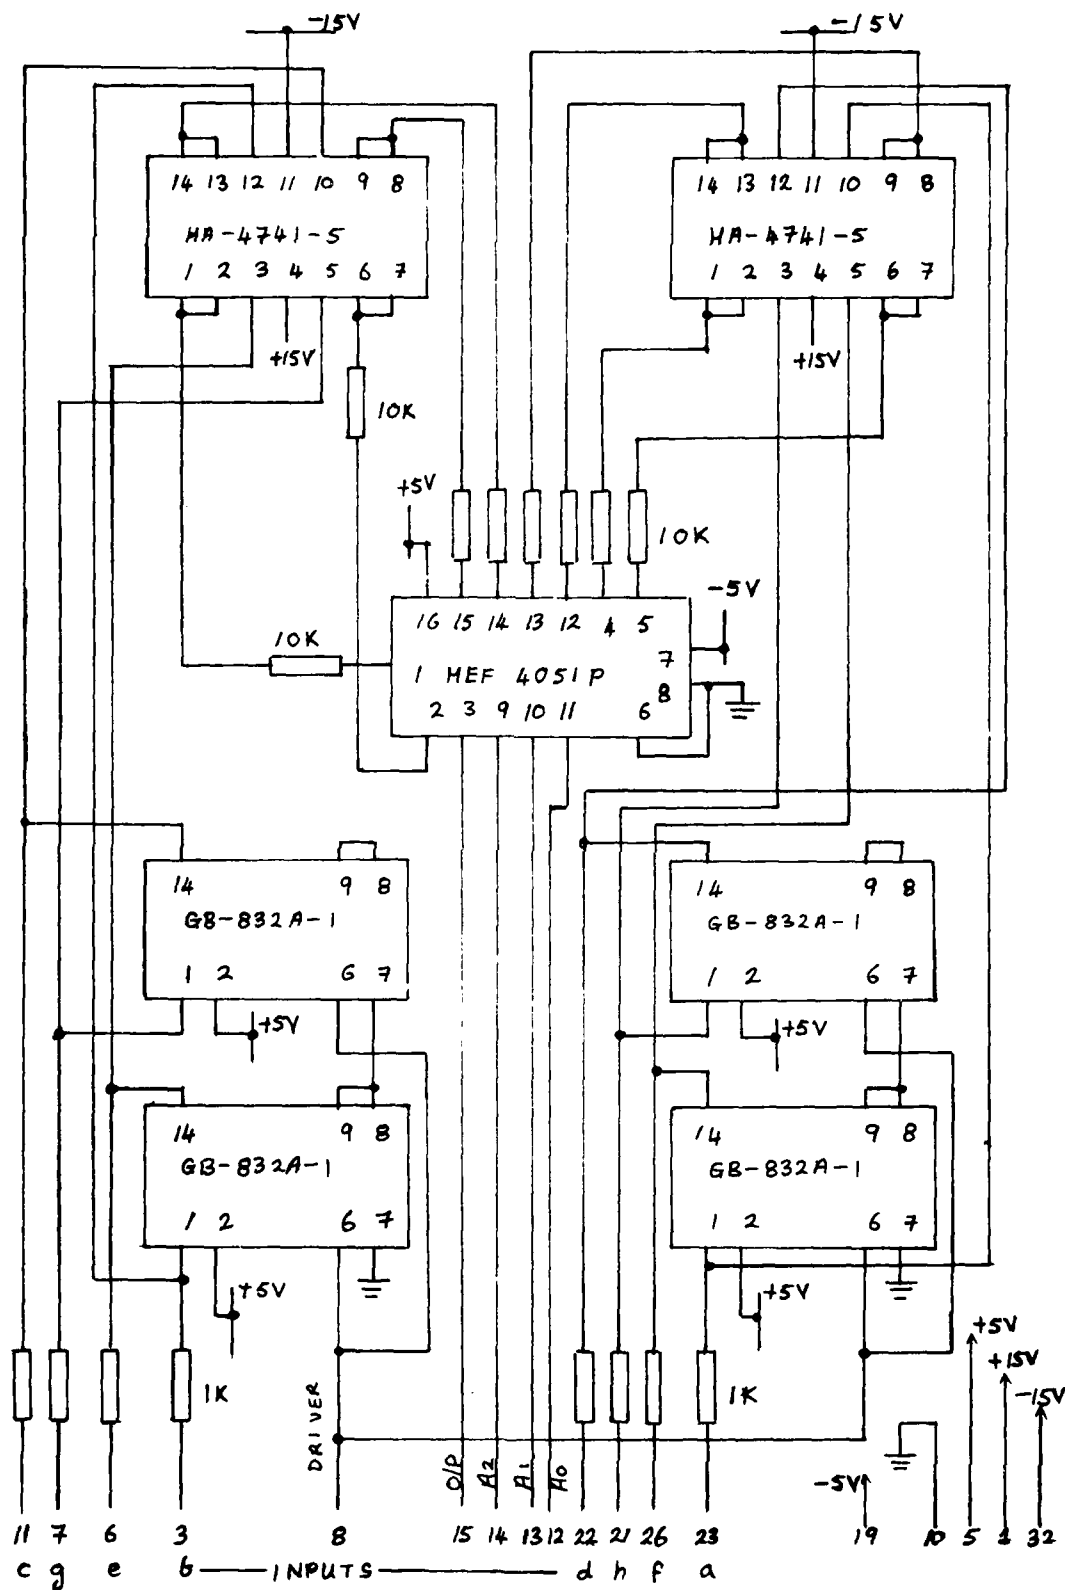 -15V -15V
14 13 12 11 10 9 8 14 13 12 11 10 9 8
HA-4741-5 HA-4741-5
1 2 3 4 5 6 7 1 2 3 4 5 6 7
+15V +15V
10K
+5V
10K
-5V
16 15 14 13 12 4 5
10K
7
1 HEF 4051P
8
2 3 9 10 11 6
14 9 8 14 9 8
GB-832A-1 GB-832A-1
1 2 6 7 1 2 6 7
+5V +5V
14 9 8 14 9 8
GB-832A-1 GB-832A-1
1 2 6 7 1 2 6 7
+5V +5V
+5V
+15V
-15V
1K 1K
DRIVER
O/P A2 A1 A0
-5V
11 7 6 3 8 15 14 13 12 22 21 26 23 19 10 5 1 32
c g e b INPUTS d h f a